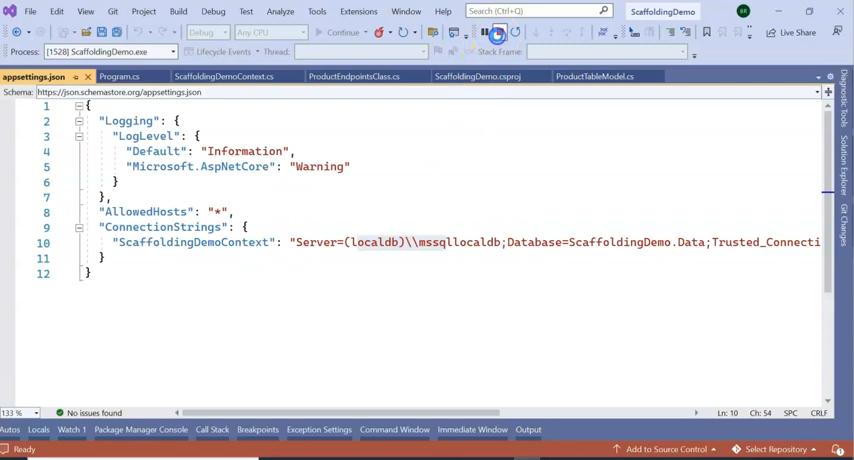 File Edit View Git Project Build Debug Test Analyze Tools Extensions Window Help Search (Ctrl+Q) ScaffoldingDemo BR
Debug Any CPU Continue Live Share
Process: [1528] ScaffoldingDemo.exe Lifecycle Events Thread: Stack Frame:
appsettings.json Program.cs ScaffoldingDemoContext.cs ProductEndpointsClass.cs ScaffoldingDemo.csproj ProductTableModel.cs
Schema: https://json.schemastore.org/appsettings.json
1 {
2 "Logging": {
3 "LogLevel": {
4 "Default": "Information",
5 "Microsoft.AspNetCore": "Warning"
6 }
7 },
8 "AllowedHosts": "*",
9 "ConnectionStrings": {
10 "ScaffoldingDemoContext": "Server=(localdb)\\mssqllocaldb;Database=ScaffoldingDemo.Data;Trusted_Connecti
11 }
12 }
Diagnostic Tools
Solution Explorer
Git Changes
133 % No issues found Ln: 10 Ch: 54 SPC CRLF
Autos Locals Watch 1 Package Manager Console Call Stack Breakpoints Exception Settings Command Window Immediate Window Output
Ready Add to Source Control Select Repository 1